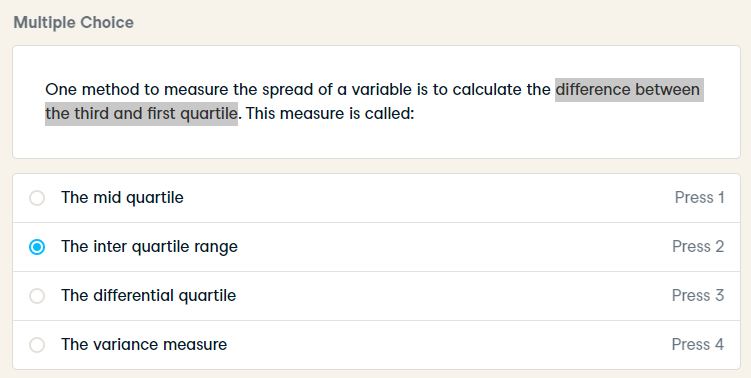 Multiple Choice
One method to measure the spread of a variable is to calculate the difference between
the third and first quartile. This measure is called:
The mid quartile Press 1
The inter quartile range Press 2
The differential quartile Press 3
The variance measure Press 4